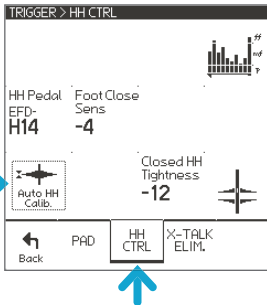 TRIGGER > HH CTRL
ff
mf
p
HH Pedal
EFD-
H14
Foot Close
Sens
-4
Auto HH
Calib.
Closed HH
Tightness
-12
Back
PAD
HH
CTRL
X-TALK
ELIM.